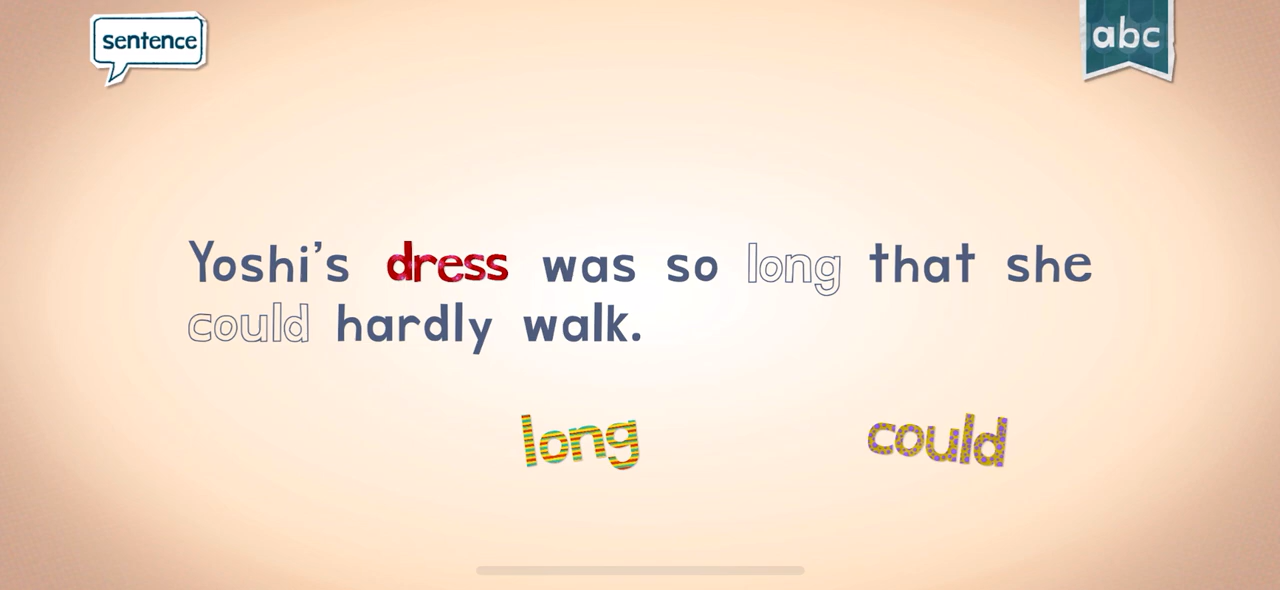 sentence
abc
Yoshi's dress was so long that she
could hardly walk.
long could